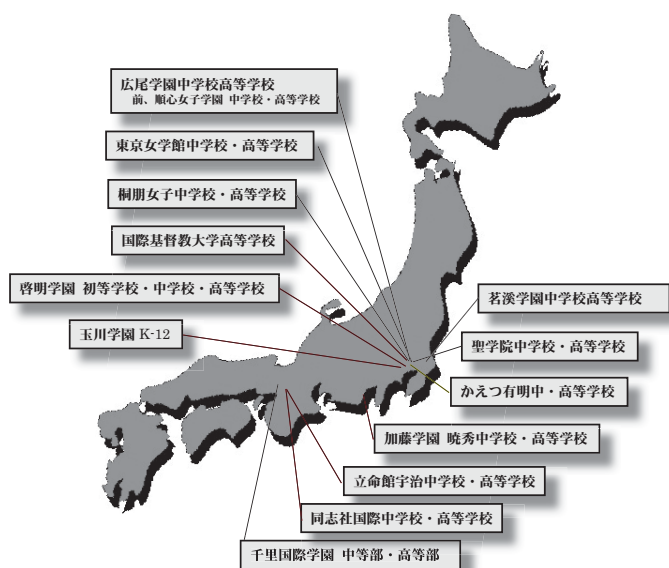 広尾学園中学校高等学校
前、順心女子学園 中学校・高等学校
東京女学館中学校・高等学校
桐朋女子中学校・高等学校
国際基督教大学高等学校
啓明学園 初等学校・中学校・高等学校
玉川学園 K-12
茗溪学園中学校高等学校
聖学院中学校・高等学校
かえつ有明中・高等学校
加藤学園 暁秀中学校・高等学校
立命館宇治中学校・高等学校
同志社国際中学校・高等学校
千里国際学園 中等部・高等部